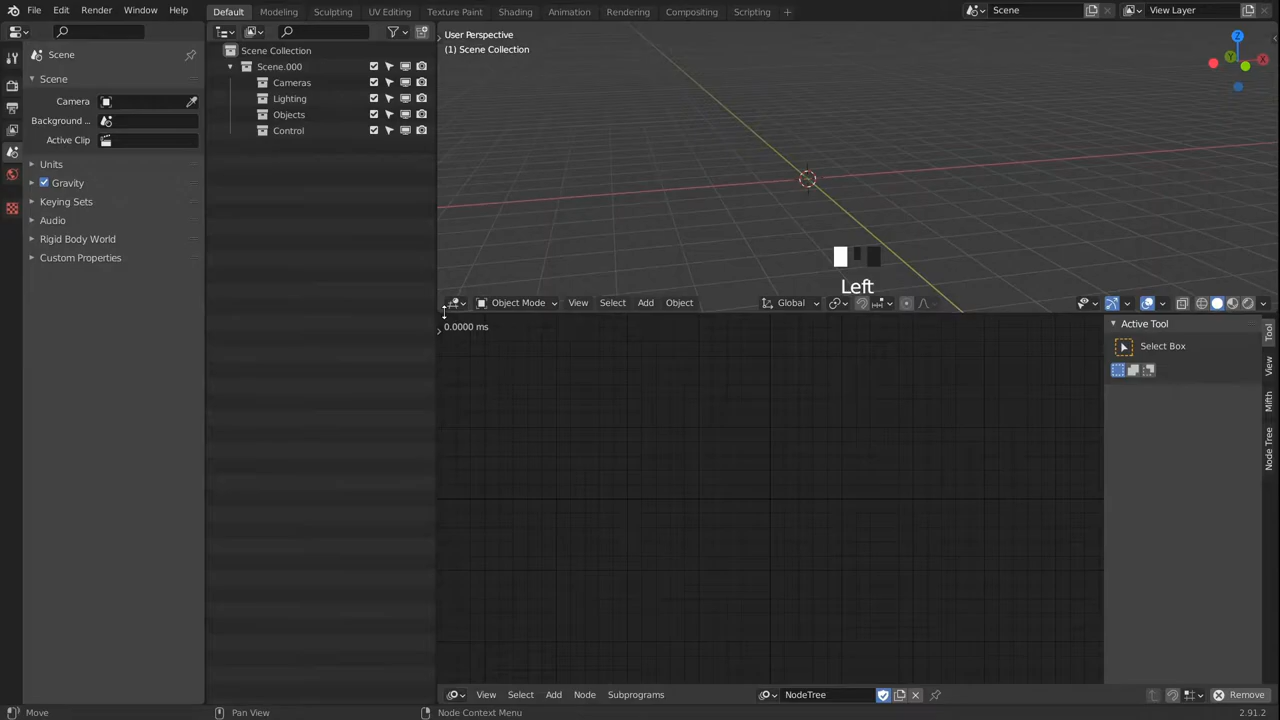 File Edit Render Window Help
Default Modeling Sculpting UV Editing Texture Paint Shading Animation Rendering Compositing Scripting +
Scene
View Layer
Scene
Scene
Camera
Background ...
Active Clip
Units
Gravity
Keying Sets
Audio
Rigid Body World
Custom Properties
Scene Collection
Scene.000
Cameras
Lighting
Objects
Control
User Perspective
(1) Scene Collection
Z
Y
X
Left
Object Mode View Select Add Object
Global
0.0000 ms
Active Tool
Select Box
Tool
View
Mifth
Node Tree
View Select Add Node Subprograms
NodeTree
Remove
Move
Pan View
Node Context Menu
2.91.2